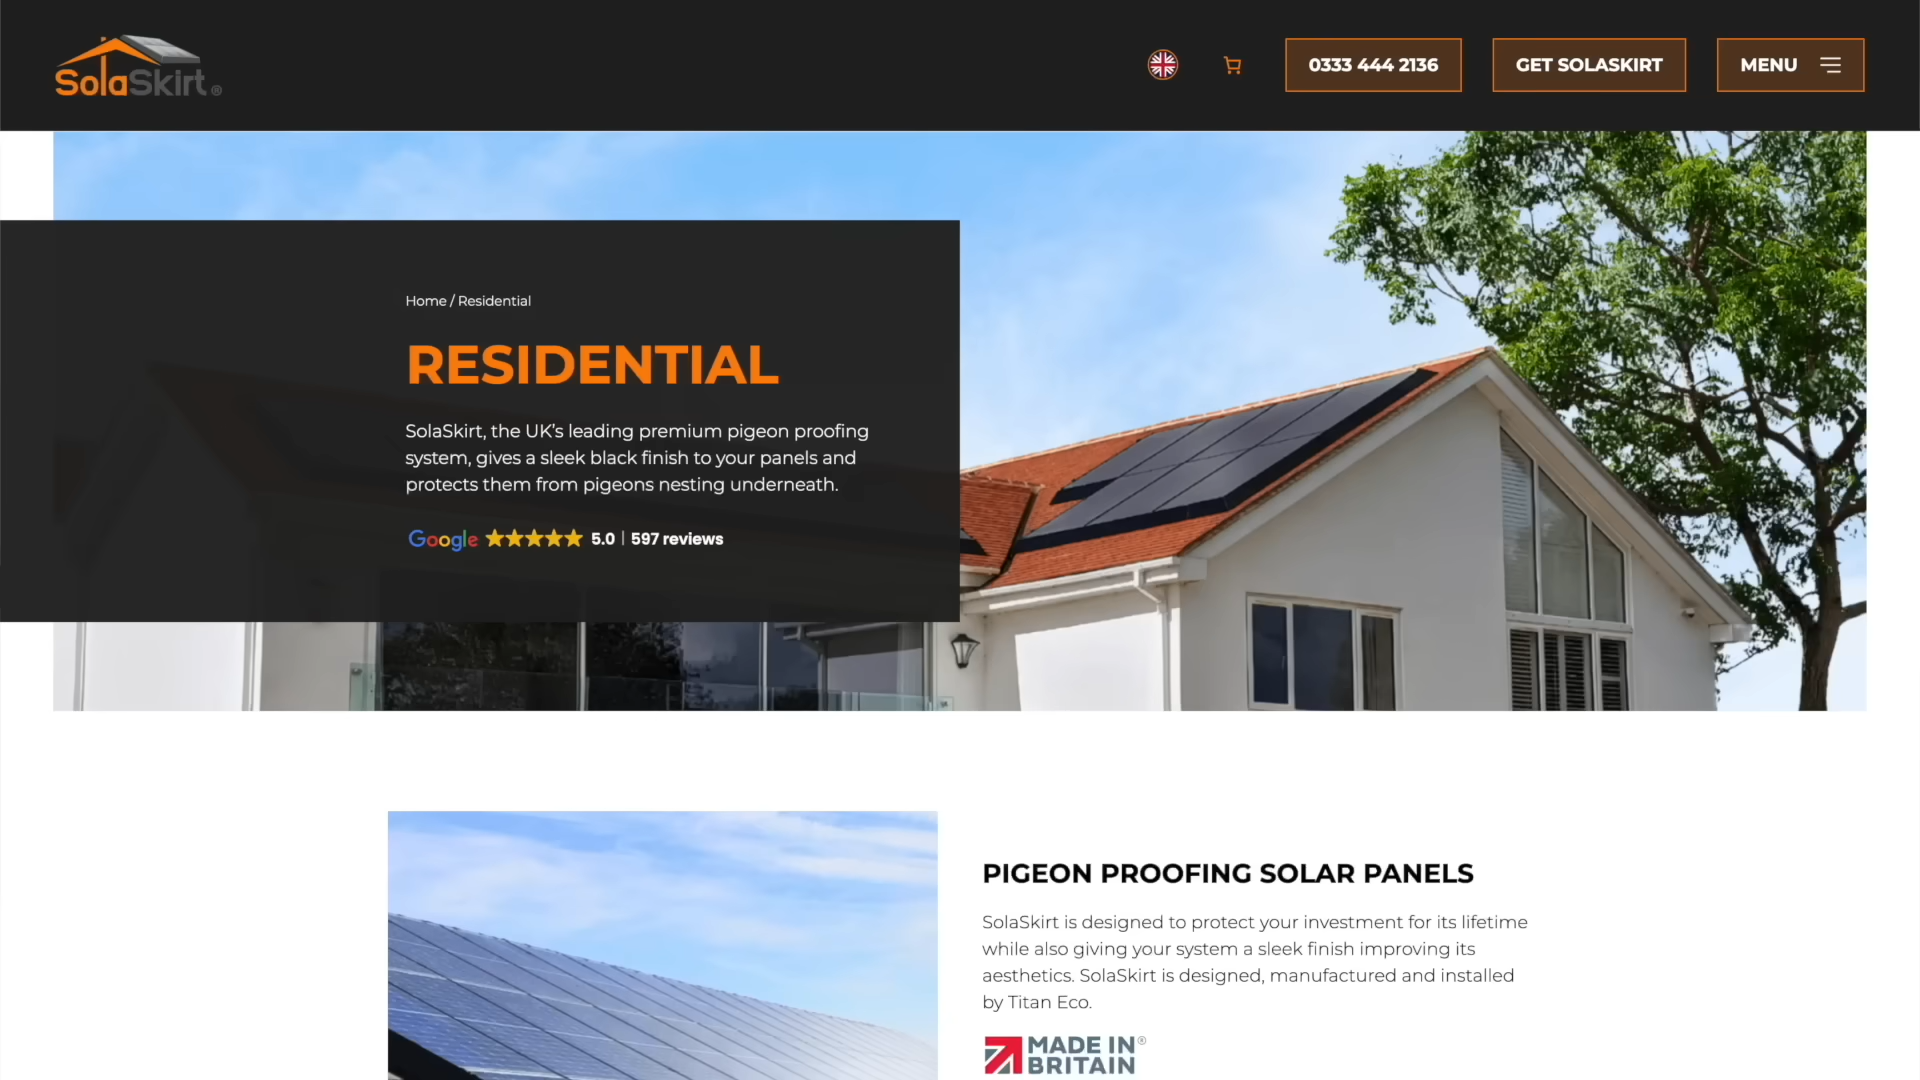 SolaSkirt®
0333 444 2136
GET SOLASKIRT
MENU
Home / Residential
RESIDENTIAL
SolaSkirt, the UK's leading premium pigeon proofing
system, gives a sleek black finish to your panels and
protects them from pigeons nesting underneath.
Google 5.0 | 597 reviews
PIGEON PROOFING SOLAR PANELS
SolaSkirt is designed to protect your investment for its lifetime
while also giving your system a sleek finish improving its
aesthetics. SolaSkirt is designed, manufactured and installed
by Titan Eco.
MADE IN®
BRITAIN